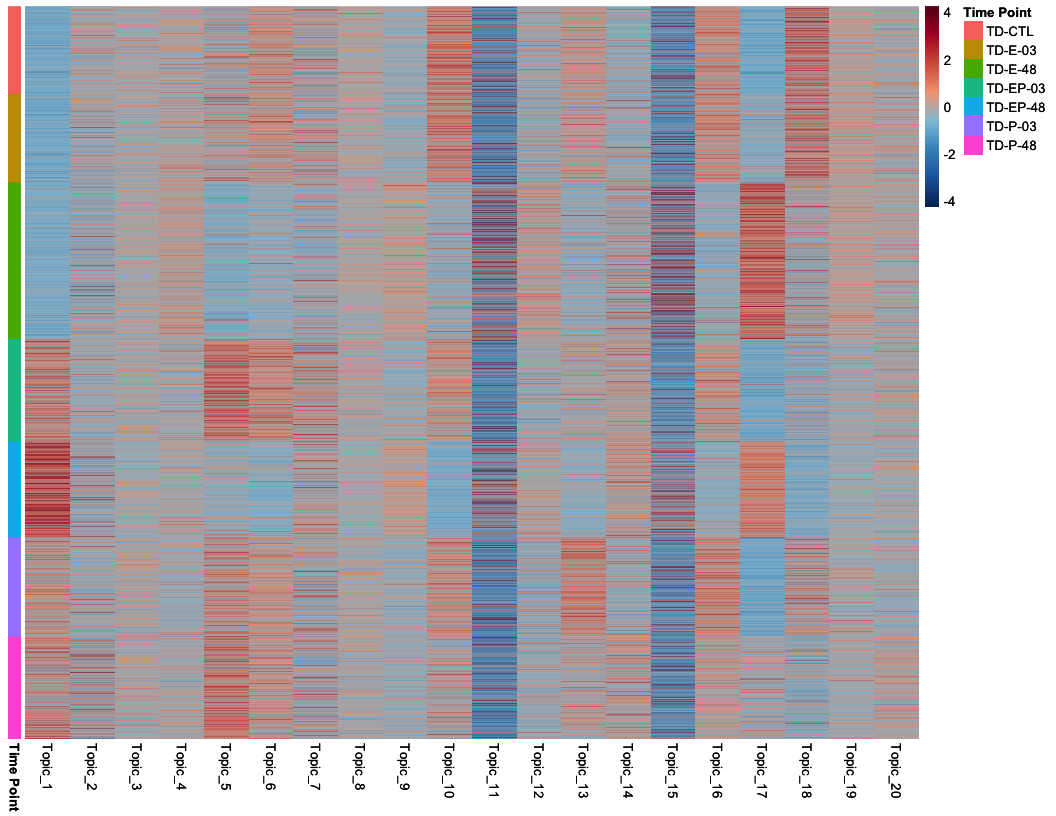 4
2
0
-2
-4
Time Point
TD-CTL
TD-E-03
TD-E-48
TD-EP-03
TD-EP-48
TD-P-03
TD-P-48
Time Point
Topic_1
Topic_2
Topic_3
Topic_4
Topic_5
Topic_6
Topic_7
Topic_8
Topic_9
Topic_10
Topic_11
Topic_12
Topic_13
Topic_14
Topic_15
Topic_16
Topic_17
Topic_18
Topic_19
Topic_20